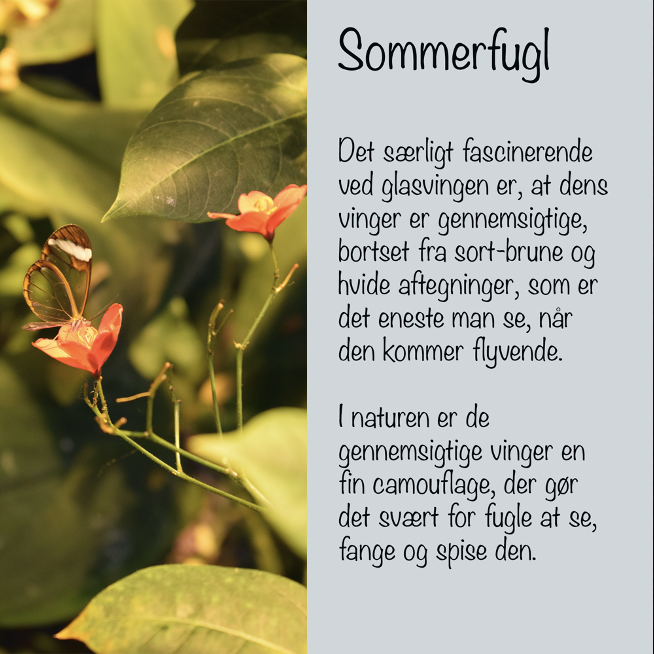 Sommerfugl
Det særligt fascinerende
ved glasvingen er, at dens
vinger er gennemsigtige,
bortset fra sort-brune og
hvide aftegninger, som er
det eneste man se, når
den kommer flyvende.
I naturen er de
gennemsigtige vinger en
fin camouflage, der gør
det svært for fugle at se,
fange og spise den.